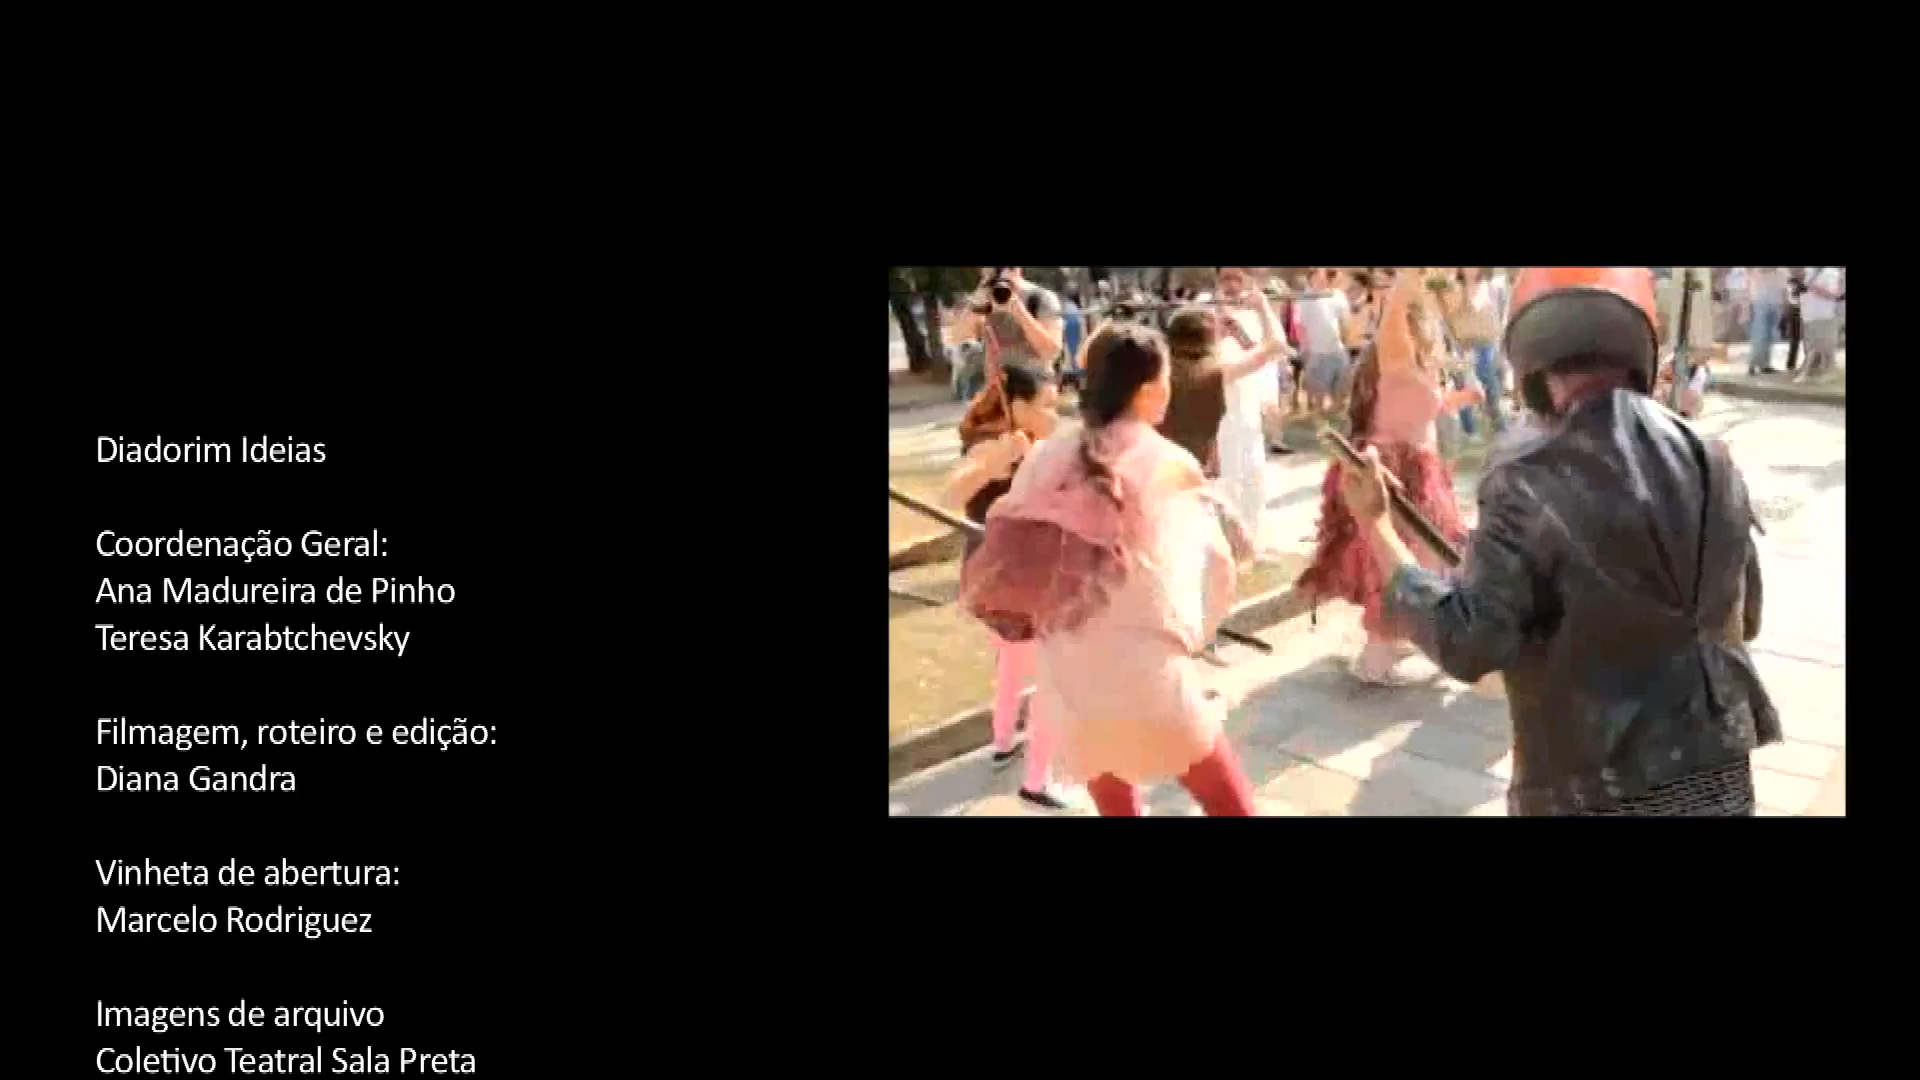 Diadorim Ideias
Coordenação Geral:
Ana Madureira de Pinho
Teresa Karabtchevsky
Filmagem, roteiro e edição:
Diana Gandra
Vinheta de abertura:
Marcelo Rodriguez
Imagens de arquivo
Coletivo Teatral Sala Preta